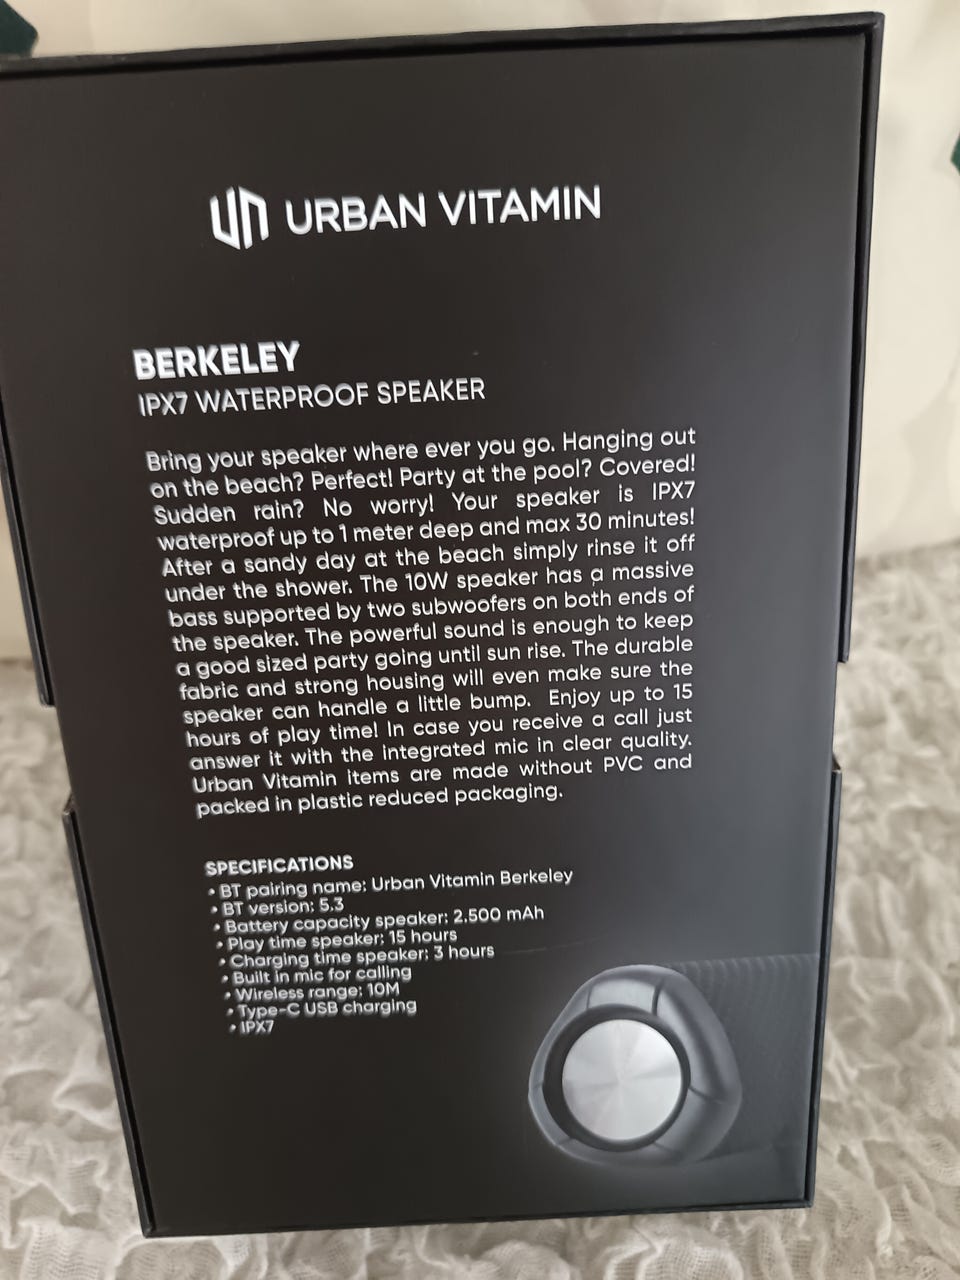 URBAN VITAMIN
BERKELEY
IPX7 WATERPROOF SPEAKER
Bring your speaker where ever you go. Hanging out
on the beach? Perfect! Party at the pool? Covered!
Sudden rain? No worry! Your speaker is IPX7
waterproof up to 1 meter deep and max 30 minutes!
After a sandy day at the beach simply rinse it off
under the shower. The 10W speaker has a massive
bass supported by two subwoofers on both ends of
the speaker. The powerful sound is enough to keep
a good sized party going until sun rise. The durable
fabric and strong housing will even make sure the
speaker can handle a little bump. Enjoy up to 15
hours of play time! In case you receive a call just
answer it with the integrated mic in clear quality.
Urban Vitamin items are made without PVC and
packed in plastic reduced packaging.
SPECIFICATIONS
• BT pairing name: Urban Vitamin Berkeley
• BT version: 5.3
• Battery capacity speaker: 2.500 mAh
• Play time speaker: 15 hours
• Charging time speaker: 3 hours
• Built in mic for calling
• Wireless range: 10M
• Type-C USB charging
• IPX7